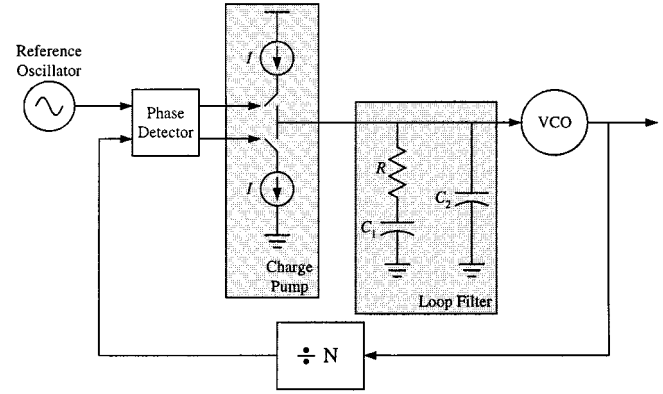 Reference
Oscillator
Phase
Detector
I
I
Charge
Pump
R
C1
C2
Loop Filter
VCO
÷ N